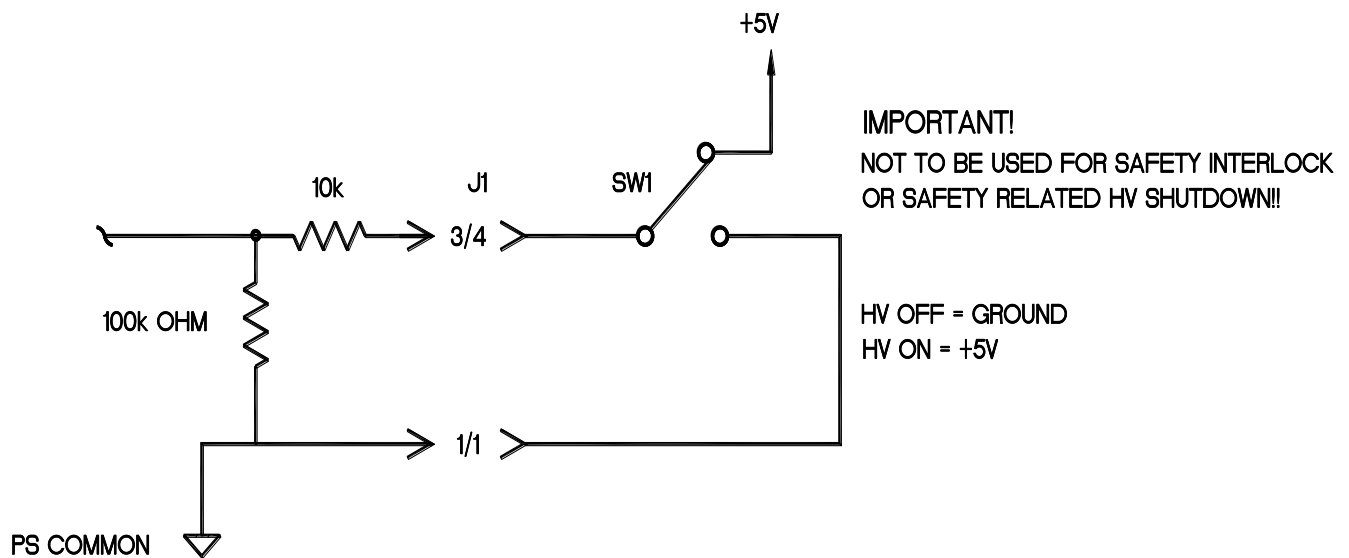 +5V
IMPORTANT!
NOT TO BE USED FOR SAFETY INTERLOCK
OR SAFETY RELATED HV SHUTDOWN!!
10k
J1
SW1
3/4
100k OHM
HV OFF = GROUND
HV ON = +5V
1/1
PS COMMON